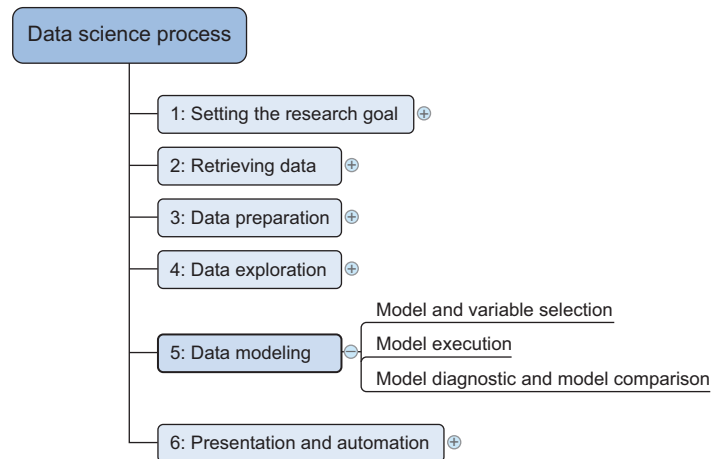 Data science process
1: Setting the research goal
2: Retrieving data
3: Data preparation
4: Data exploration
5: Data modeling
Model and variable selection
Model execution
Model diagnostic and model comparison
6: Presentation and automation